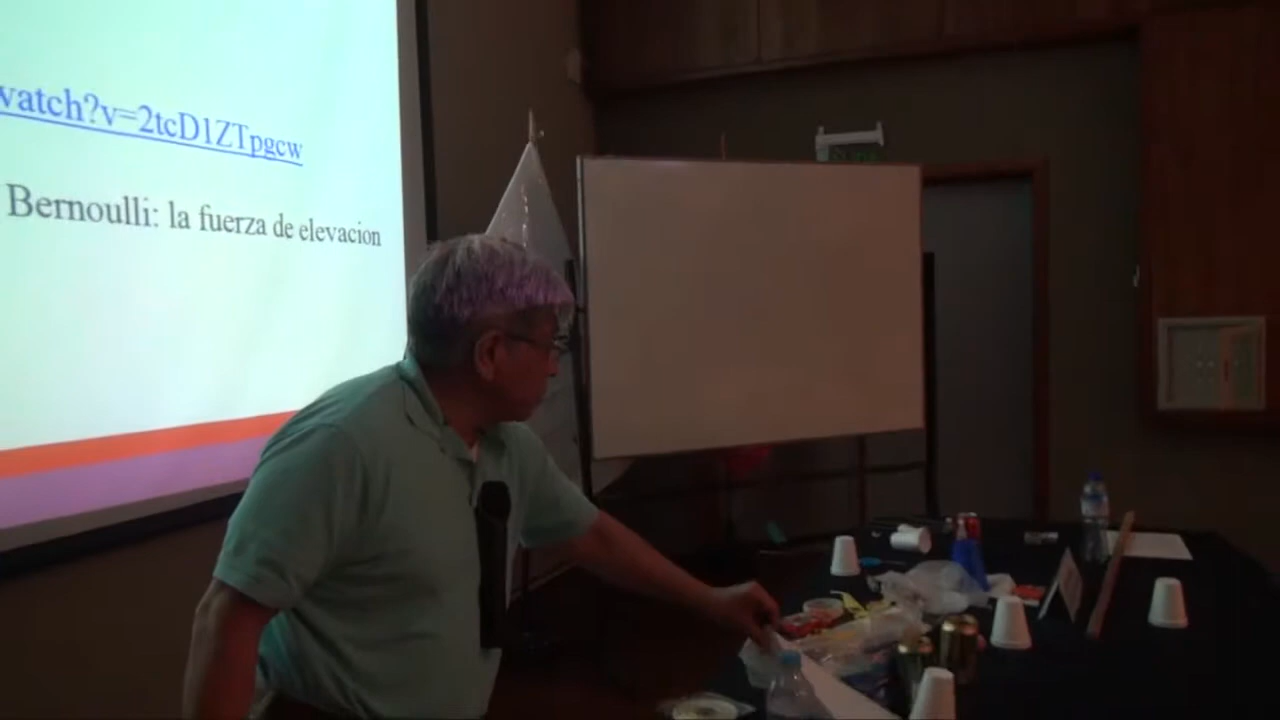 watch?v=2tcD1ZTpgcw
Bernoulli: la fuerza de elevacion